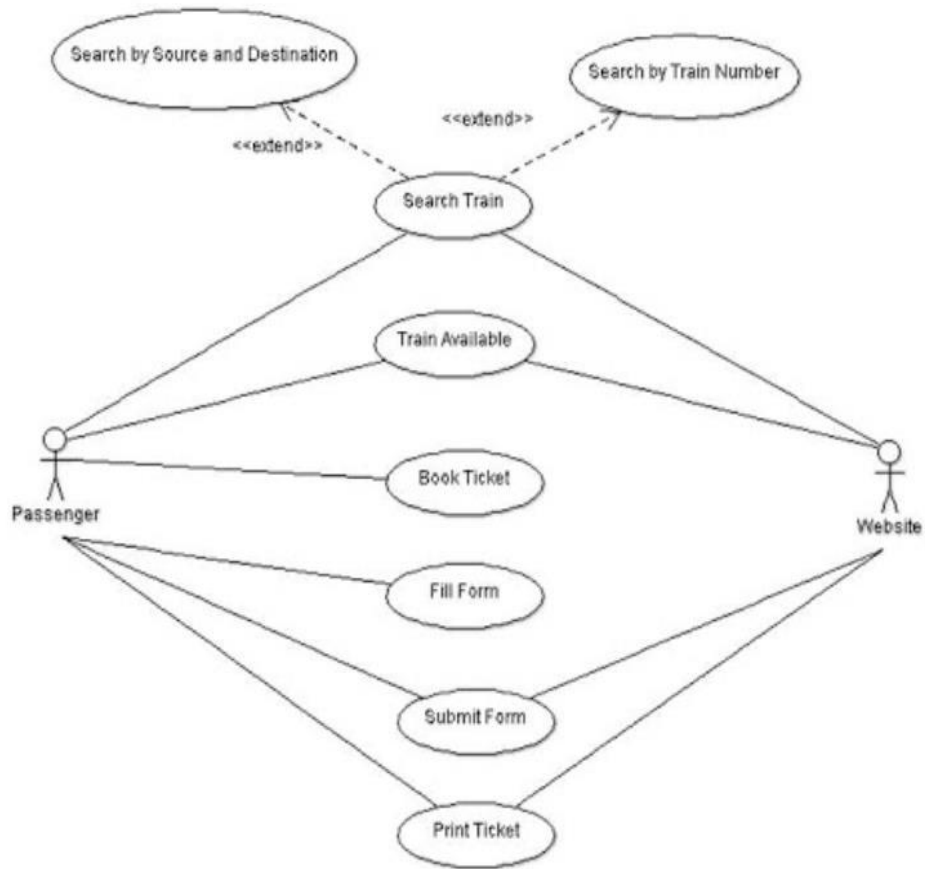 Search by Source and Destination
Search by Train Number
<<extend>>
<<extend>>
Search Train
Train Available
Book Ticket
Passenger
Website
Fill Form
Submit Form
Print Ticket